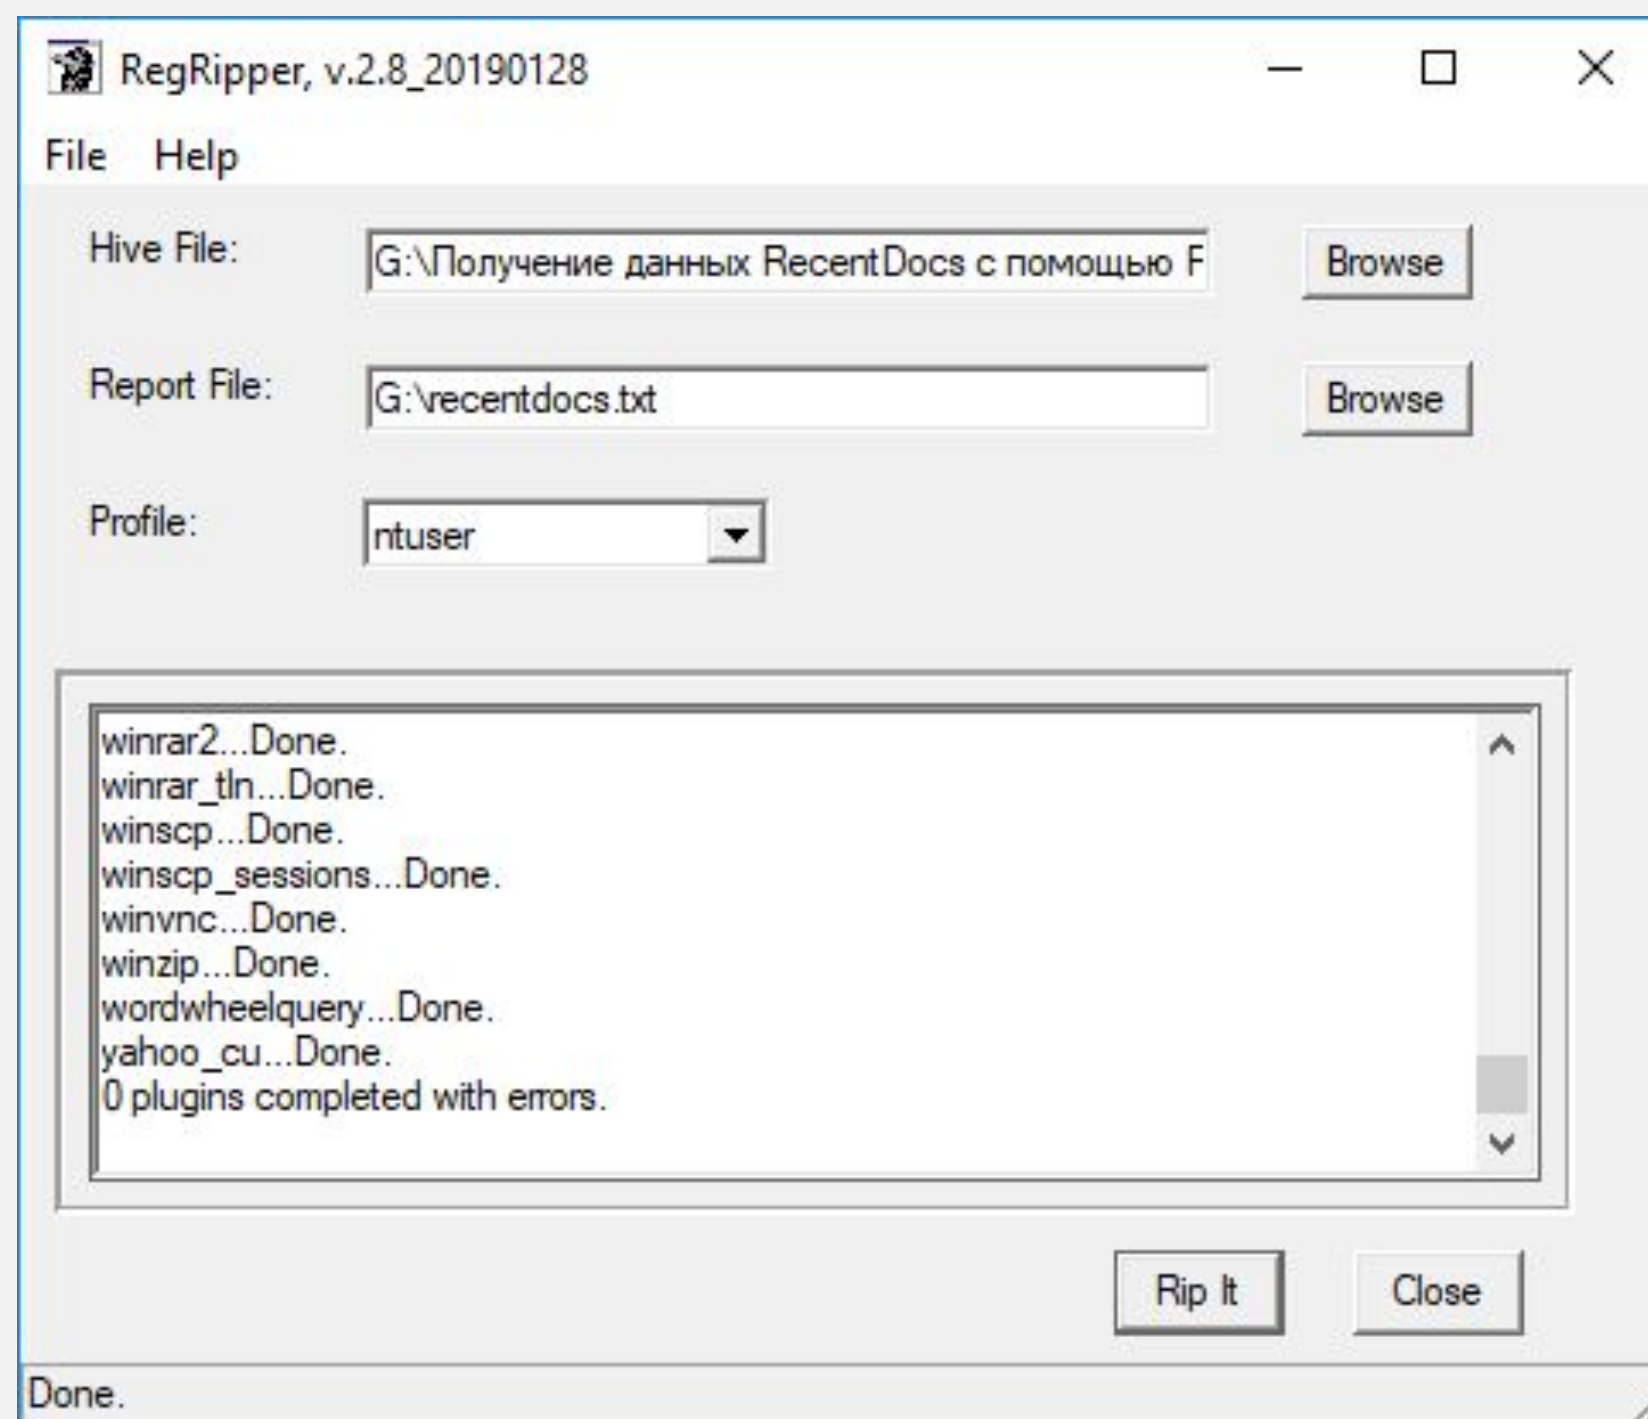 RegRipper, v.2.8_20190128
File Help
Hive File: G:\Получение данных RecentDocs с помощью F Browse
Report File: G:\recentdocs.txt Browse
Profile: ntuser
winrar2...Done.
winrar_tln...Done.
winscp...Done.
winscp_sessions...Done.
winvnc...Done.
winzip...Done.
wordwheelquery...Done.
yahoo_cu...Done.
0 plugins completed with errors.
Rip It Close
Done.